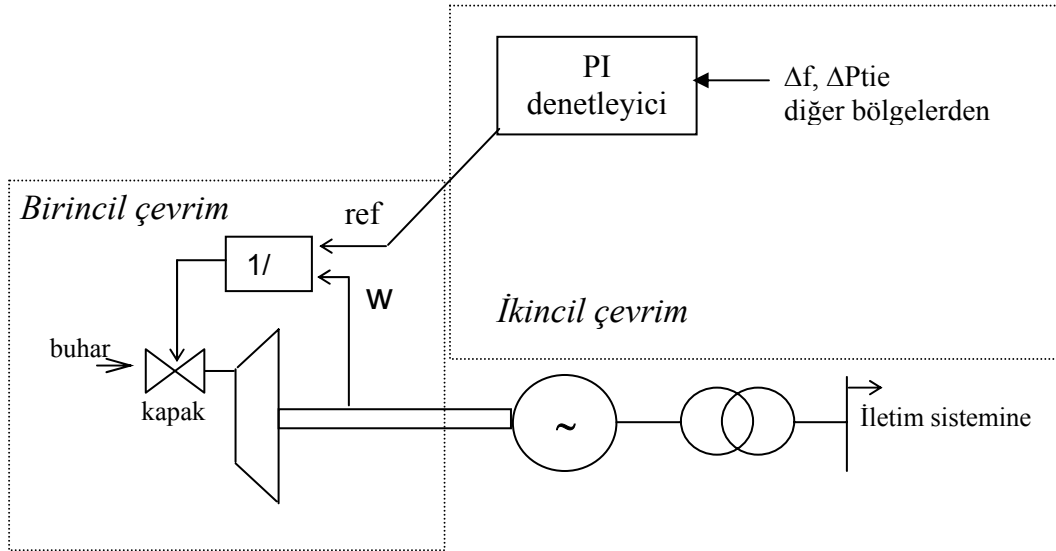 PI
denetleyici
Δf, ΔPtie
diğer bölgelerden
Birincil çevrim
ref
1/
w
İkincil çevrim
buhar
kapak
~
İletim sistemine